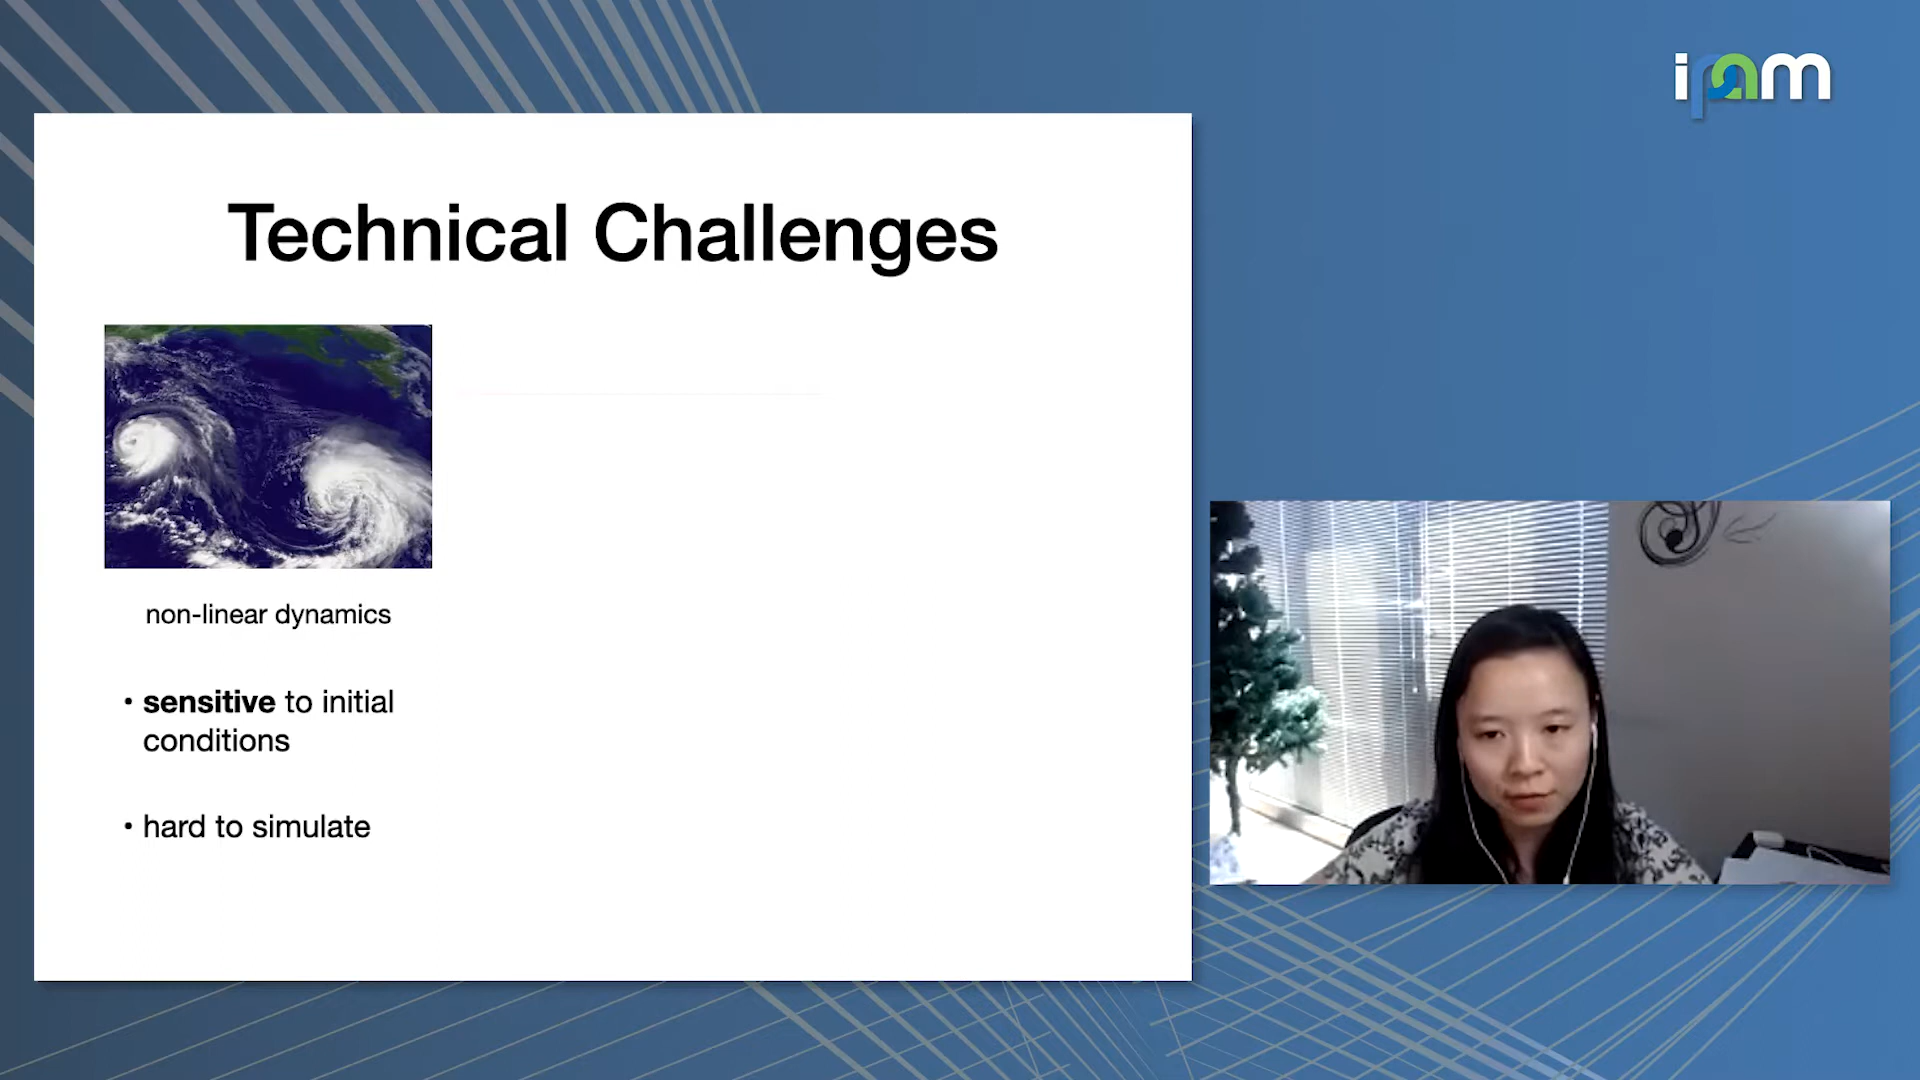 ipam
Technical Challenges
non-linear dynamics
• sensitive to initial
conditions
• hard to simulate